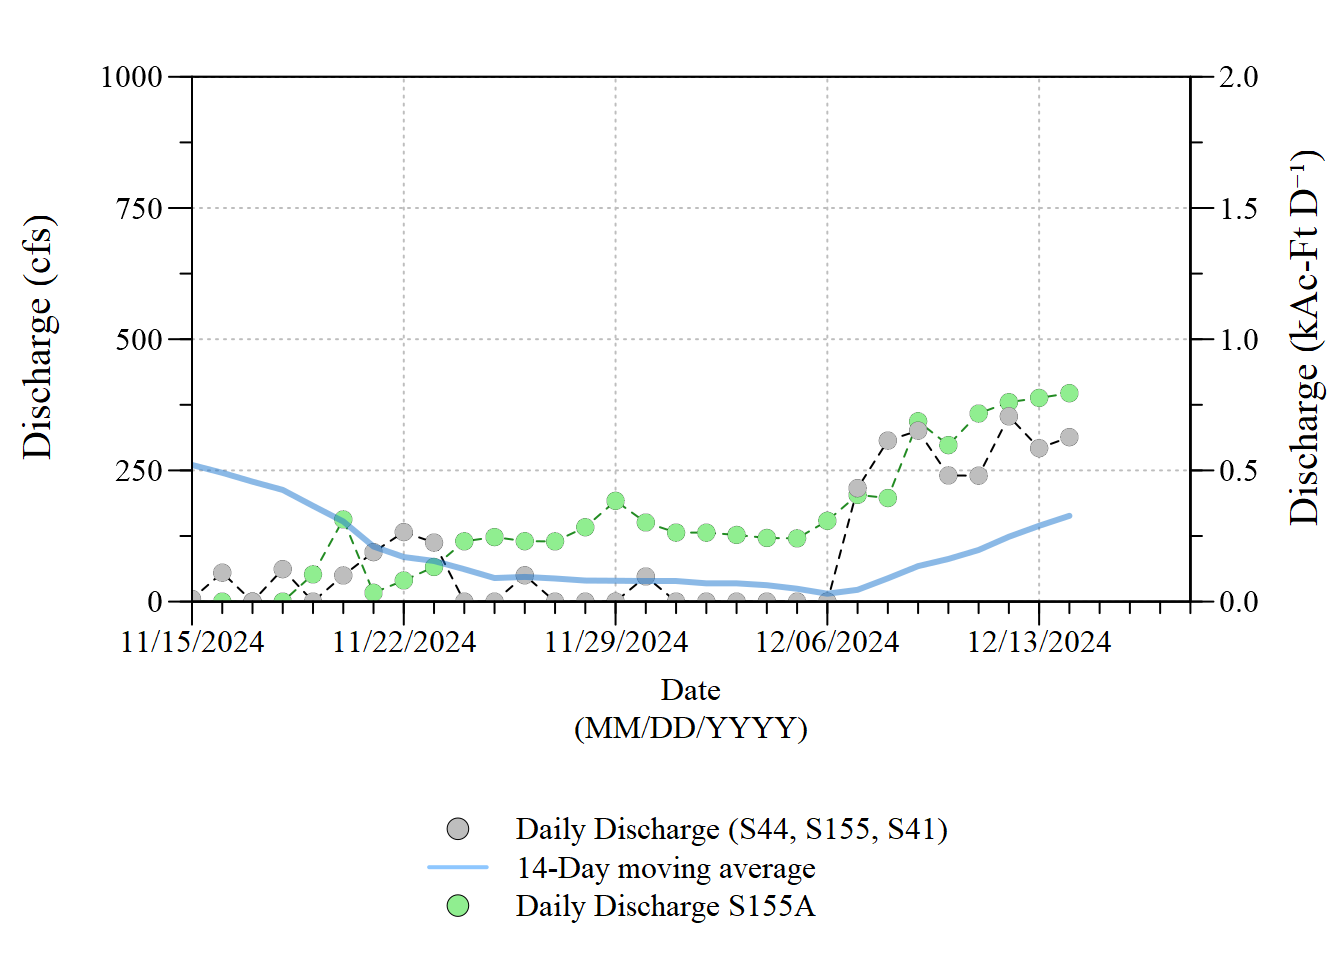 1000
750
500
250
0
Discharge (cfs)
2.0
1.5
1.0
0.5
0.0
Discharge (kAc-Ft D⁻¹)
11/15/2024 11/22/2024 11/29/2024 12/06/2024 12/13/2024
Date
(MM/DD/YYYY)
Daily Discharge (S44, S155, S41)
14-Day moving average
Daily Discharge S155A